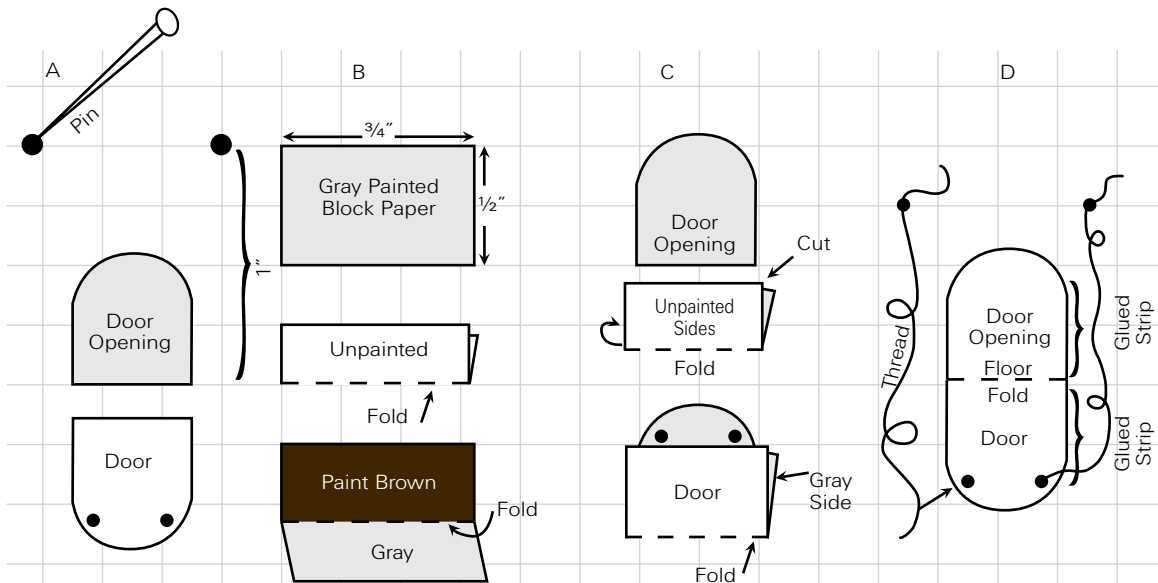 A
Pin
1"
Door
Opening
Door
B
¾"
Gray Painted
Block Paper
½"
Unpainted
Fold
Paint Brown
Fold
Gray
C
Door
Opening
Cut
Unpainted
Sides
Fold
Door
Gray
Side
Fold
D
Thread
Door
Opening
Floor
Fold
Door
Glued
Strip
Glued
Strip